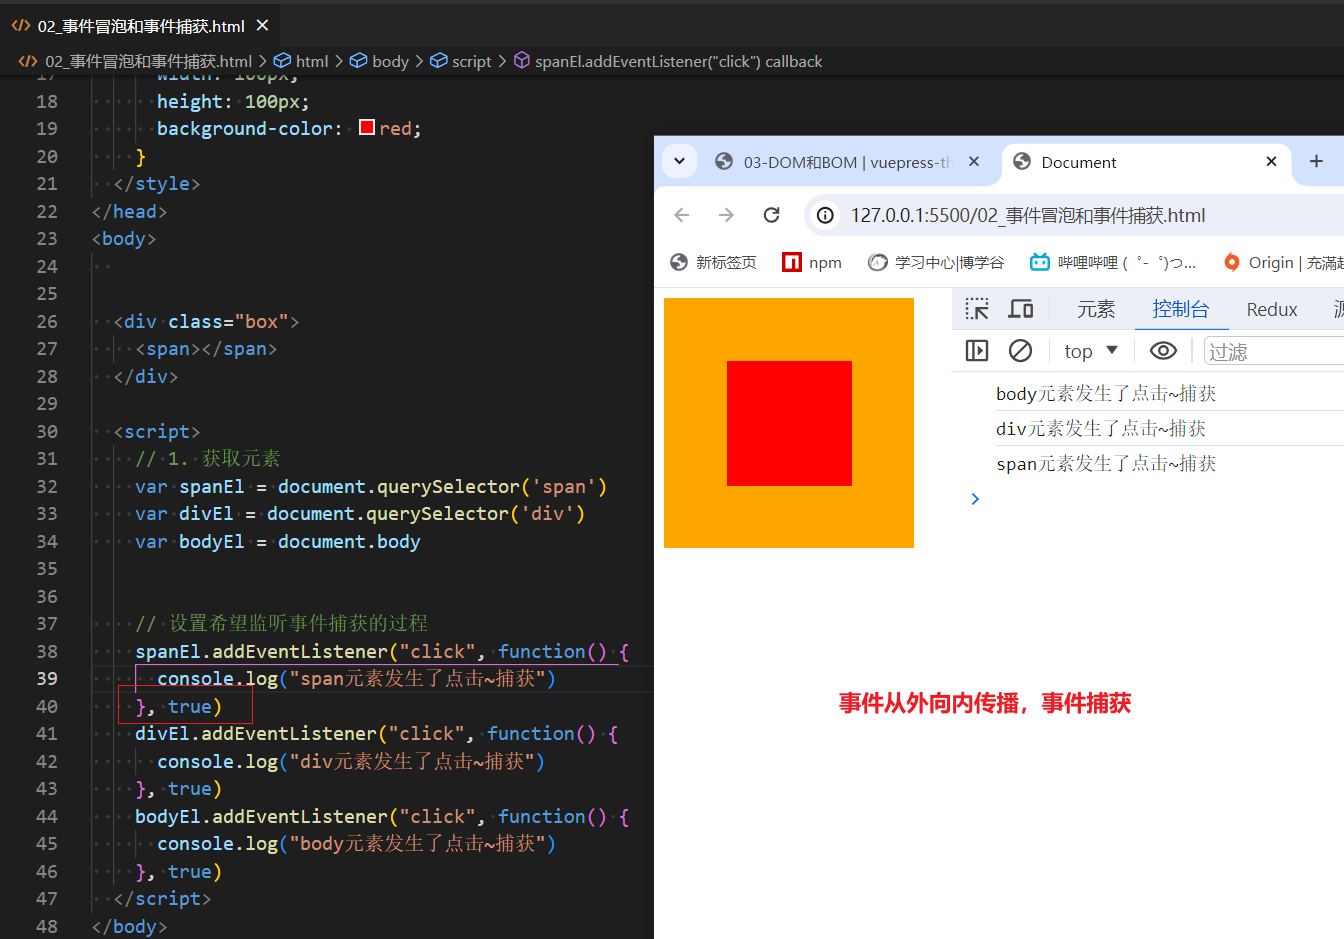 02_事件冒泡和事件捕获.html
02_事件冒泡和事件捕获.html > html > body > script > spanEl.addEventListener("click") callback
17 width: 100px;
18 height: 100px;
19 background-color: red;
20 }
21 </style>
22 </head>
23 <body>
24
25
26 <div class="box">
27 <span></span>
28 </div>
29
30 <script>
31 // 1. 获取元素
32 var spanEl = document.querySelector('span')
33 var divEl = document.querySelector('div')
34 var bodyEl = document.body
35
36
37 // 设置希望监听事件捕获的过程
38 spanEl.addEventListener("click", function() {
39 console.log("span元素发生了点击~捕获")
40 }, true)
41 divEl.addEventListener("click", function() {
42 console.log("div元素发生了点击~捕获")
43 }, true)
44 bodyEl.addEventListener("click", function() {
45 console.log("body元素发生了点击~捕获")
46 }, true)
47 </script>
48 </body>
03-DOM和BOM | vuepress-th
Document
127.0.0.1:5500/02_事件冒泡和事件捕获.html
新标签页 npm 学习中心|博学谷 哔哩哔哩 ( ゜- ゜)つ... Origin | 充满
元素 控制台 Redux
top 过滤
body元素发生了点击~捕获
div元素发生了点击~捕获
span元素发生了点击~捕获
事件从外向内传播，事件捕获